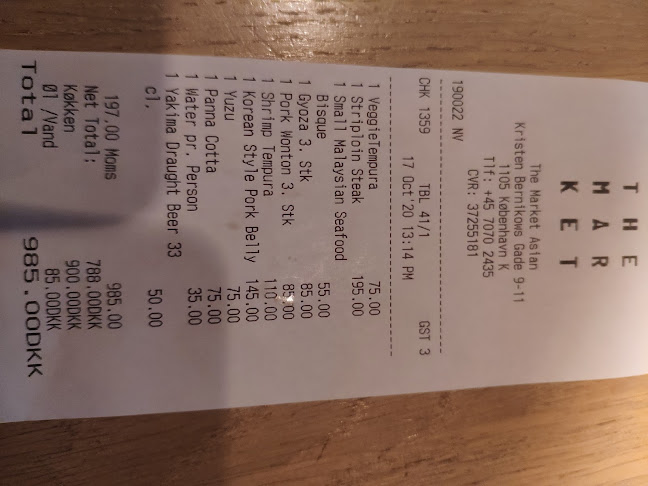 THE
MAR
KET
The Market Asian
Kristen Bernikows Gade 9-11
1105 København K
Tlf: +45 7070 2435
CVR: 37255181
190022 NV
CHK 1359 TBL 41/1 GST 3
17 Oct'20 13:14 PM
1 VeggieTempura 75.00
1 Striploin Steak 195.00
1 Small Malaysian Seafood
Bisque 55.00
1 Gyoza 3. Stk 85.00
1 Pork Wonton 3. Stk 85.00
1 Shrimp Tempura 110.00
1 Korean Style Pork Belly 145.00
1 Yuzu 75.00
1 Panna Cotta 75.00
1 Water pr. Person 35.00
1 Yakima Draught Beer 33
cl. 50.00
197.00 Moms 985.00
Net Total: 788.00DKK
Køkken 900.00DKK
Øl /Vand 85.00DKK
Total 985.00DKK